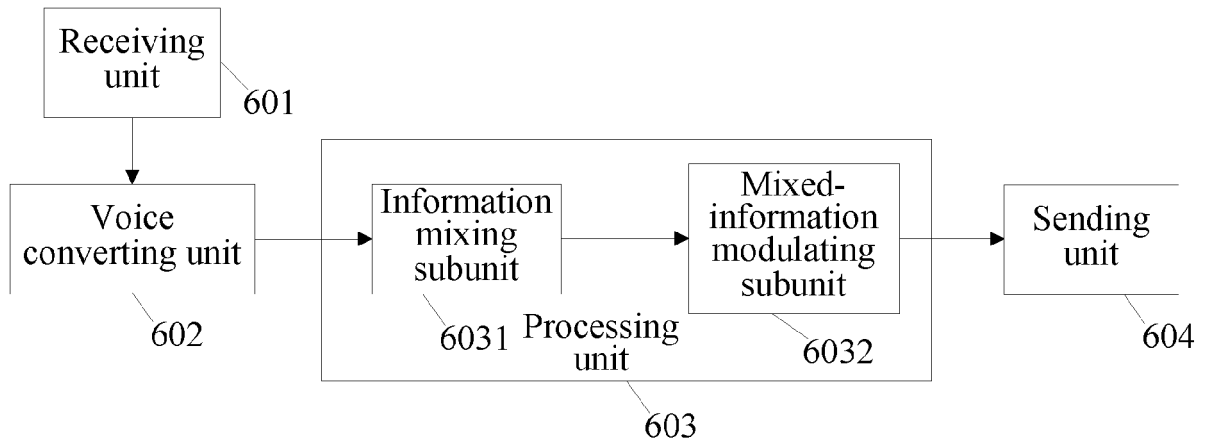 Receiving
unit
601
Voice
converting unit
602
Information
mixing
subunit
6031
Mixed-
information
modulating
subunit
6032
Processing
unit
603
Sending
unit
604